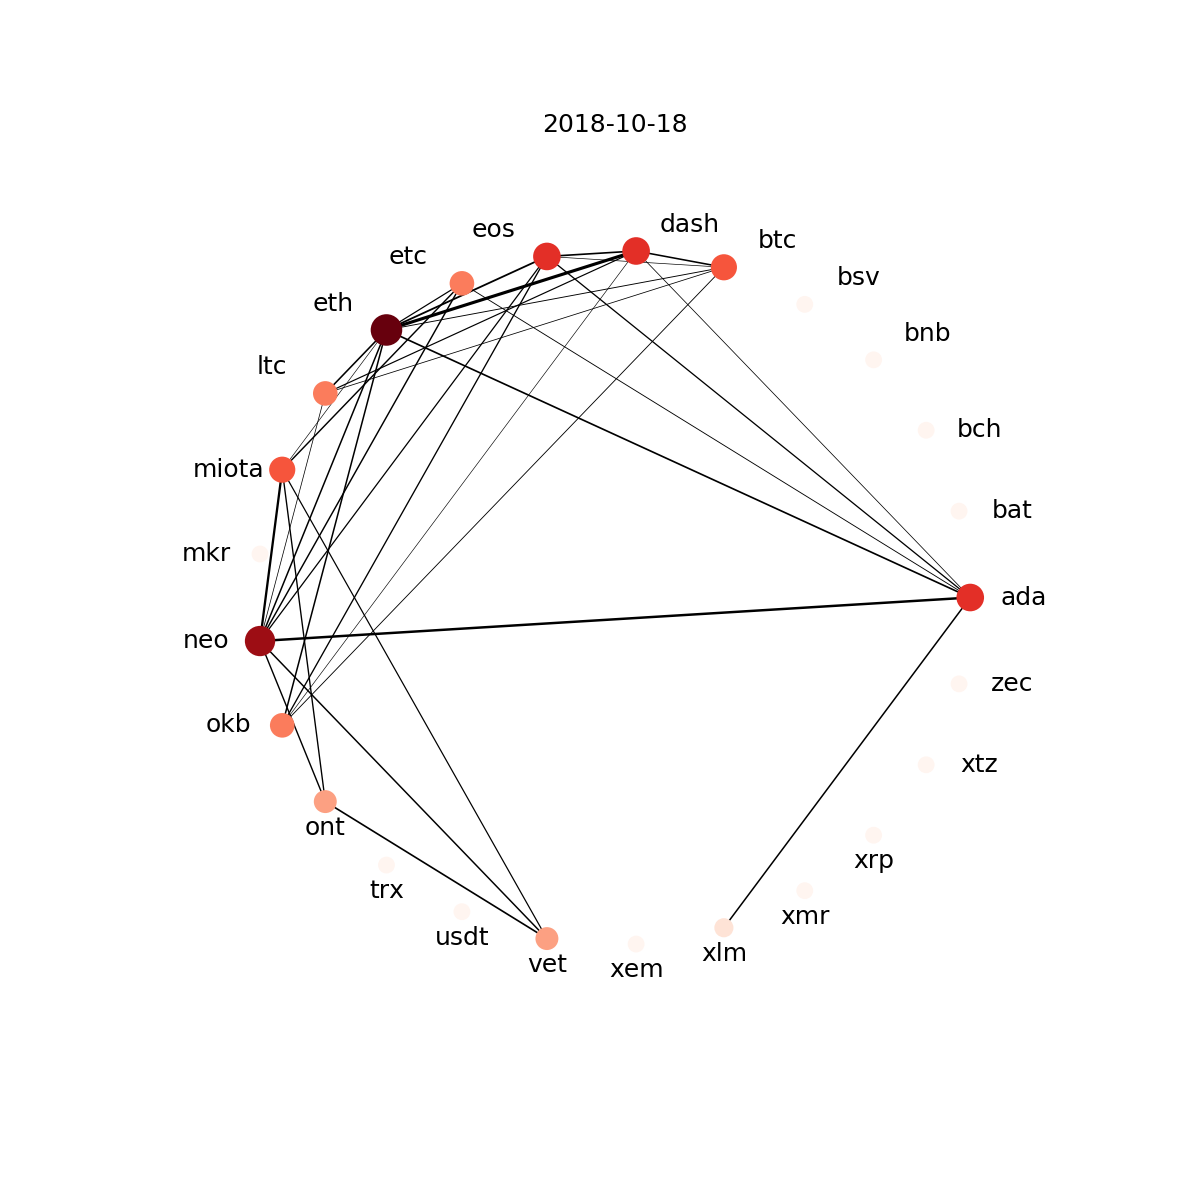 2018-10-18
dash
eos
btc
etc
bsv
eth
bnb
ltc
bch
miota
bat
mkr
ada
neo
zec
okb
xtz
ont
xrp
trx
xmr
usdt
xlm
vet
xem